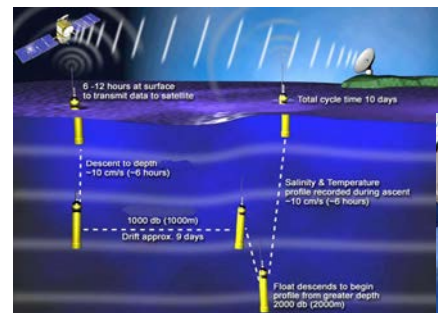 6 -12 hours at surface
to transmit data to satellite
Total cycle time 10 days
Descent to depth
~10 cm/s (~6 hours)
Salinity & Temperature
profile recorded during ascent
~10 cm/s (~6 hours)
1000 db (1000m)
Drift approx. 9 days
Float descends to begin
profile from greater depth
2000 db (2000m)